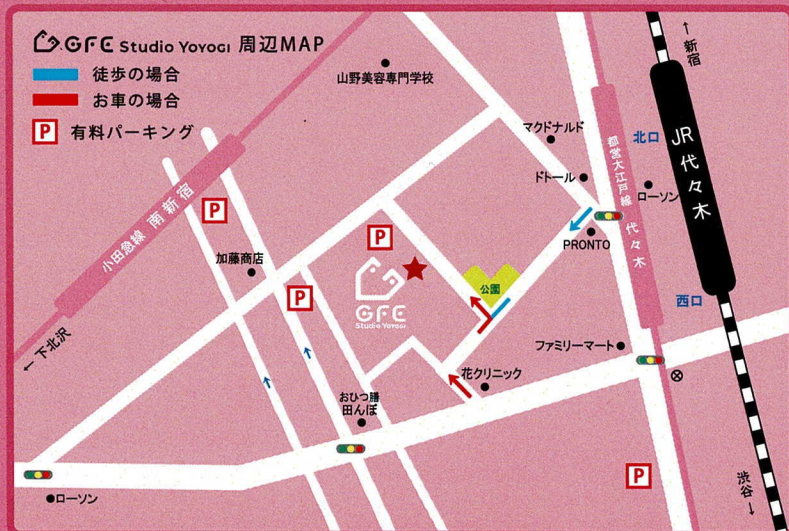 GFE Studio Yoyogi 周辺MAP
徒歩の場合
お車の場合
P 有料パーキング
山野美容専門学校
↑新宿
マクドナルド
北口
JR代々木
ドトール
都営大江戸線 代々木
ローソン
小田急線 南新宿
P
P
PRONTO
加藤商店
公園
P
GFE
Studio Yoyogi
西口
ファミリーマート
←下北沢
花クリニック
おひつ膳
田んぼ
P
渋谷↓
ローソン